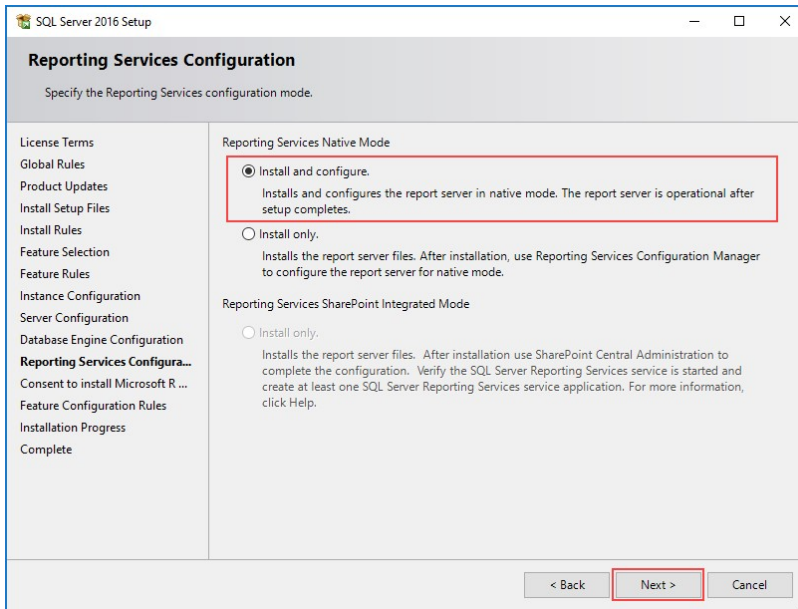 SQL Server 2016 Setup
Reporting Services Configuration
Specify the Reporting Services configuration mode.
License Terms
Global Rules
Product Updates
Install Setup Files
Install Rules
Feature Selection
Feature Rules
Instance Configuration
Server Configuration
Database Engine Configuration
Reporting Services Configura...
Consent to install Microsoft R ...
Feature Configuration Rules
Installation Progress
Complete
Reporting Services Native Mode
Install and configure.
Installs and configures the report server in native mode. The report server is operational after
setup completes.
Install only.
Installs the report server files. After installation, use Reporting Services Configuration Manager
to configure the report server for native mode.
Reporting Services SharePoint Integrated Mode
Install only.
Installs the report server files. After installation use SharePoint Central Administration to
complete the configuration. Verify the SQL Server Reporting Services service is started and
create at least one SQL Server Reporting Services service application. For more information,
click Help.
< Back
Next >
Cancel